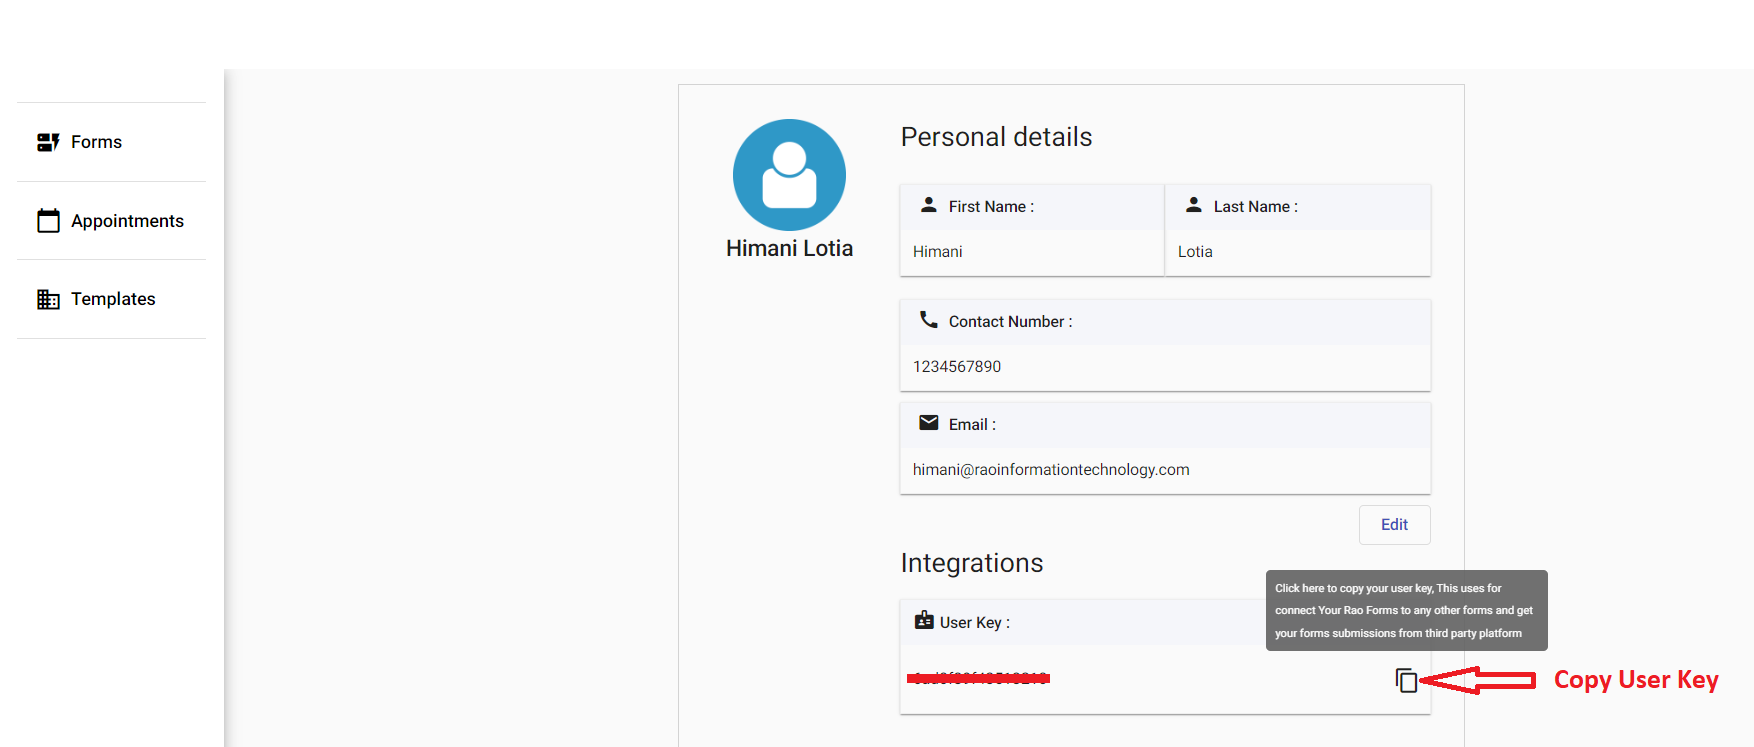 Forms
Appointments
Templates
Himani Lotia
Personal details
First Name :
Last Name :
Himani
Lotia
Contact Number :
1234567890
Email :
himani@raoinformationtechnology.com
Edit
Integrations
Click here to copy your user key, This uses for
connect Your Rao Forms to any other forms and get
your forms submissions from third party platform
User Key :
Copy User Key